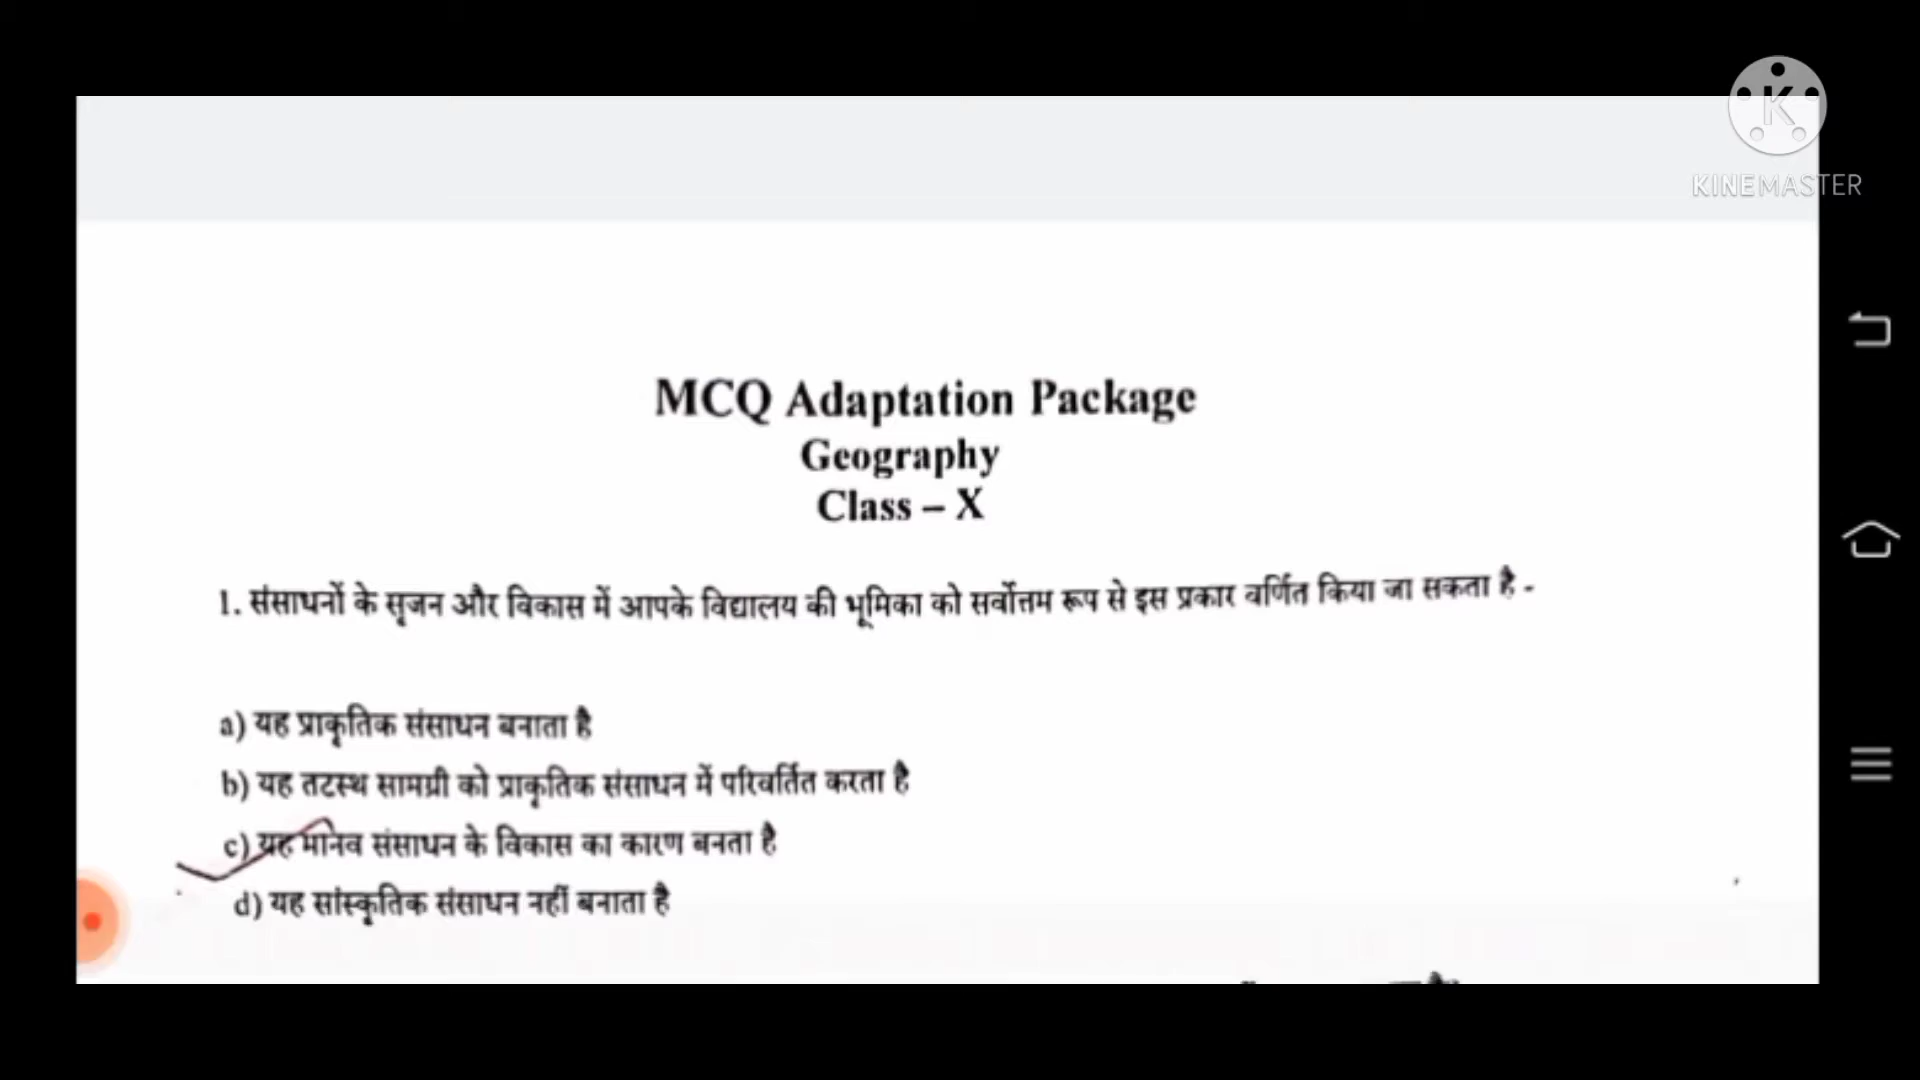 KINEMASTER
MCQ Adaptation Package
Geography
Class – X
1. संसाधनों के सृजन और विकास में आपके विद्यालय की भूमिका को सर्वोत्तम रूप से इस प्रकार वर्णित किया जा सकता है -
a) यह प्राकृतिक संसाधन बनाता है
b) यह तटस्थ सामग्री को प्राकृतिक संसाधन में परिवर्तित करता है
c) यह मानव संसाधन के विकास का कारण बनता है
d) यह सांस्कृतिक संसाधन नहीं बनाता है